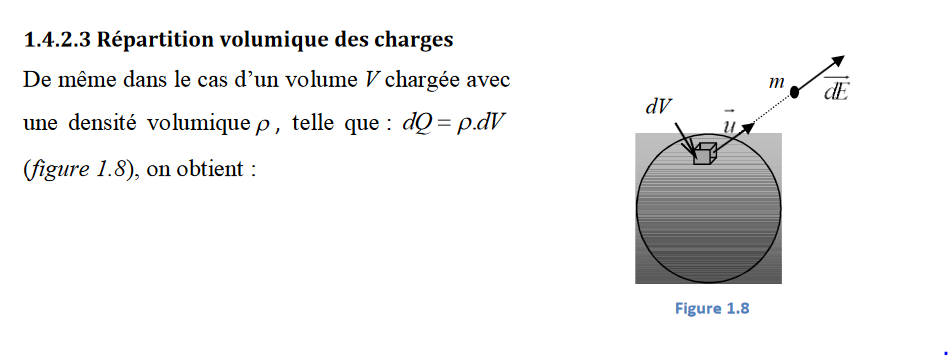 1.4.2.3 Répartition volumique des charges
De même dans le cas d’un volume V chargée avec
une densité volumique ρ , telle que : dQ = ρ.dV
(figure 1.8), on obtient :
m
dE
dV
u
Figure 1.8